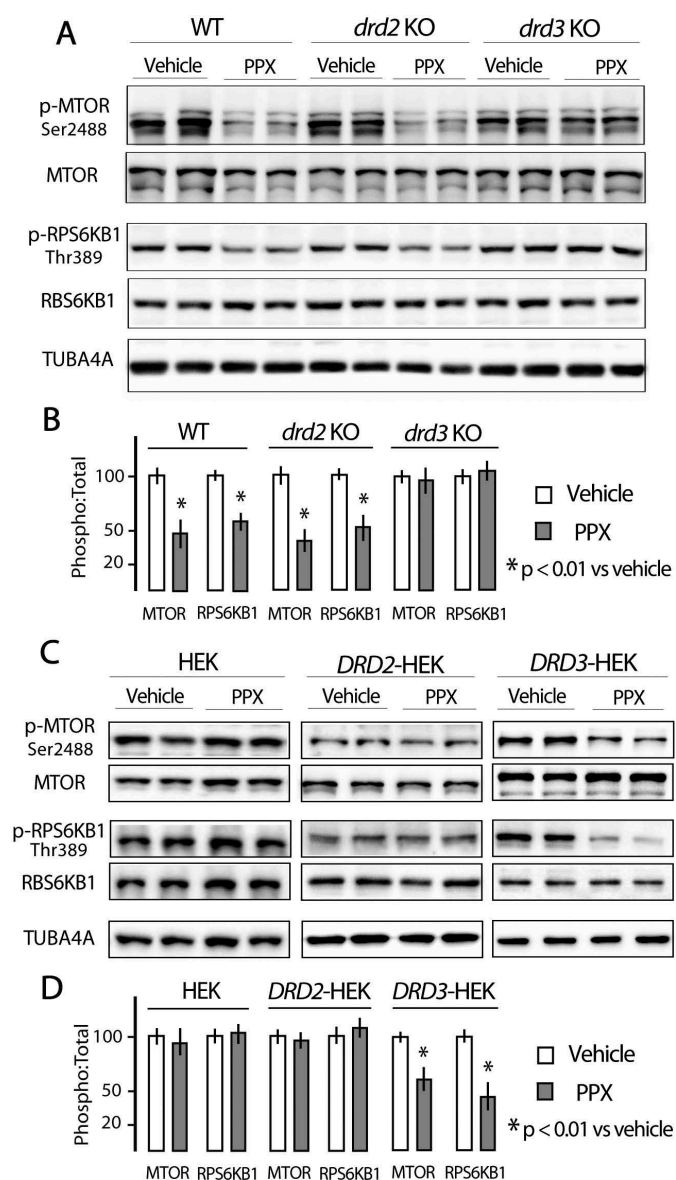 A
WT drd2 KO drd3 KO
Vehicle PPX Vehicle PPX Vehicle PPX
p-MTOR
Ser2488
MTOR
p-RPS6KB1
Thr389
RBS6KB1
TUBA4A
B
WT drd2 KO drd3 KO
Phospho:Total
100
50
20
MTOR RPS6KB1 MTOR RPS6KB1 MTOR RPS6KB1
* * * *
Vehicle
PPX
* p < 0.01 vs vehicle
C
HEK DRD2-HEK DRD3-HEK
Vehicle PPX Vehicle PPX Vehicle PPX
p-MTOR
Ser2488
MTOR
p-RPS6KB1
Thr389
RBS6KB1
TUBA4A
D
HEK DRD2-HEK DRD3-HEK
Phospho:Total
100
50
20
* *
MTOR RPS6KB1 MTOR RPS6KB1 MTOR RPS6KB1
Vehicle
PPX
* p < 0.01 vs vehicle